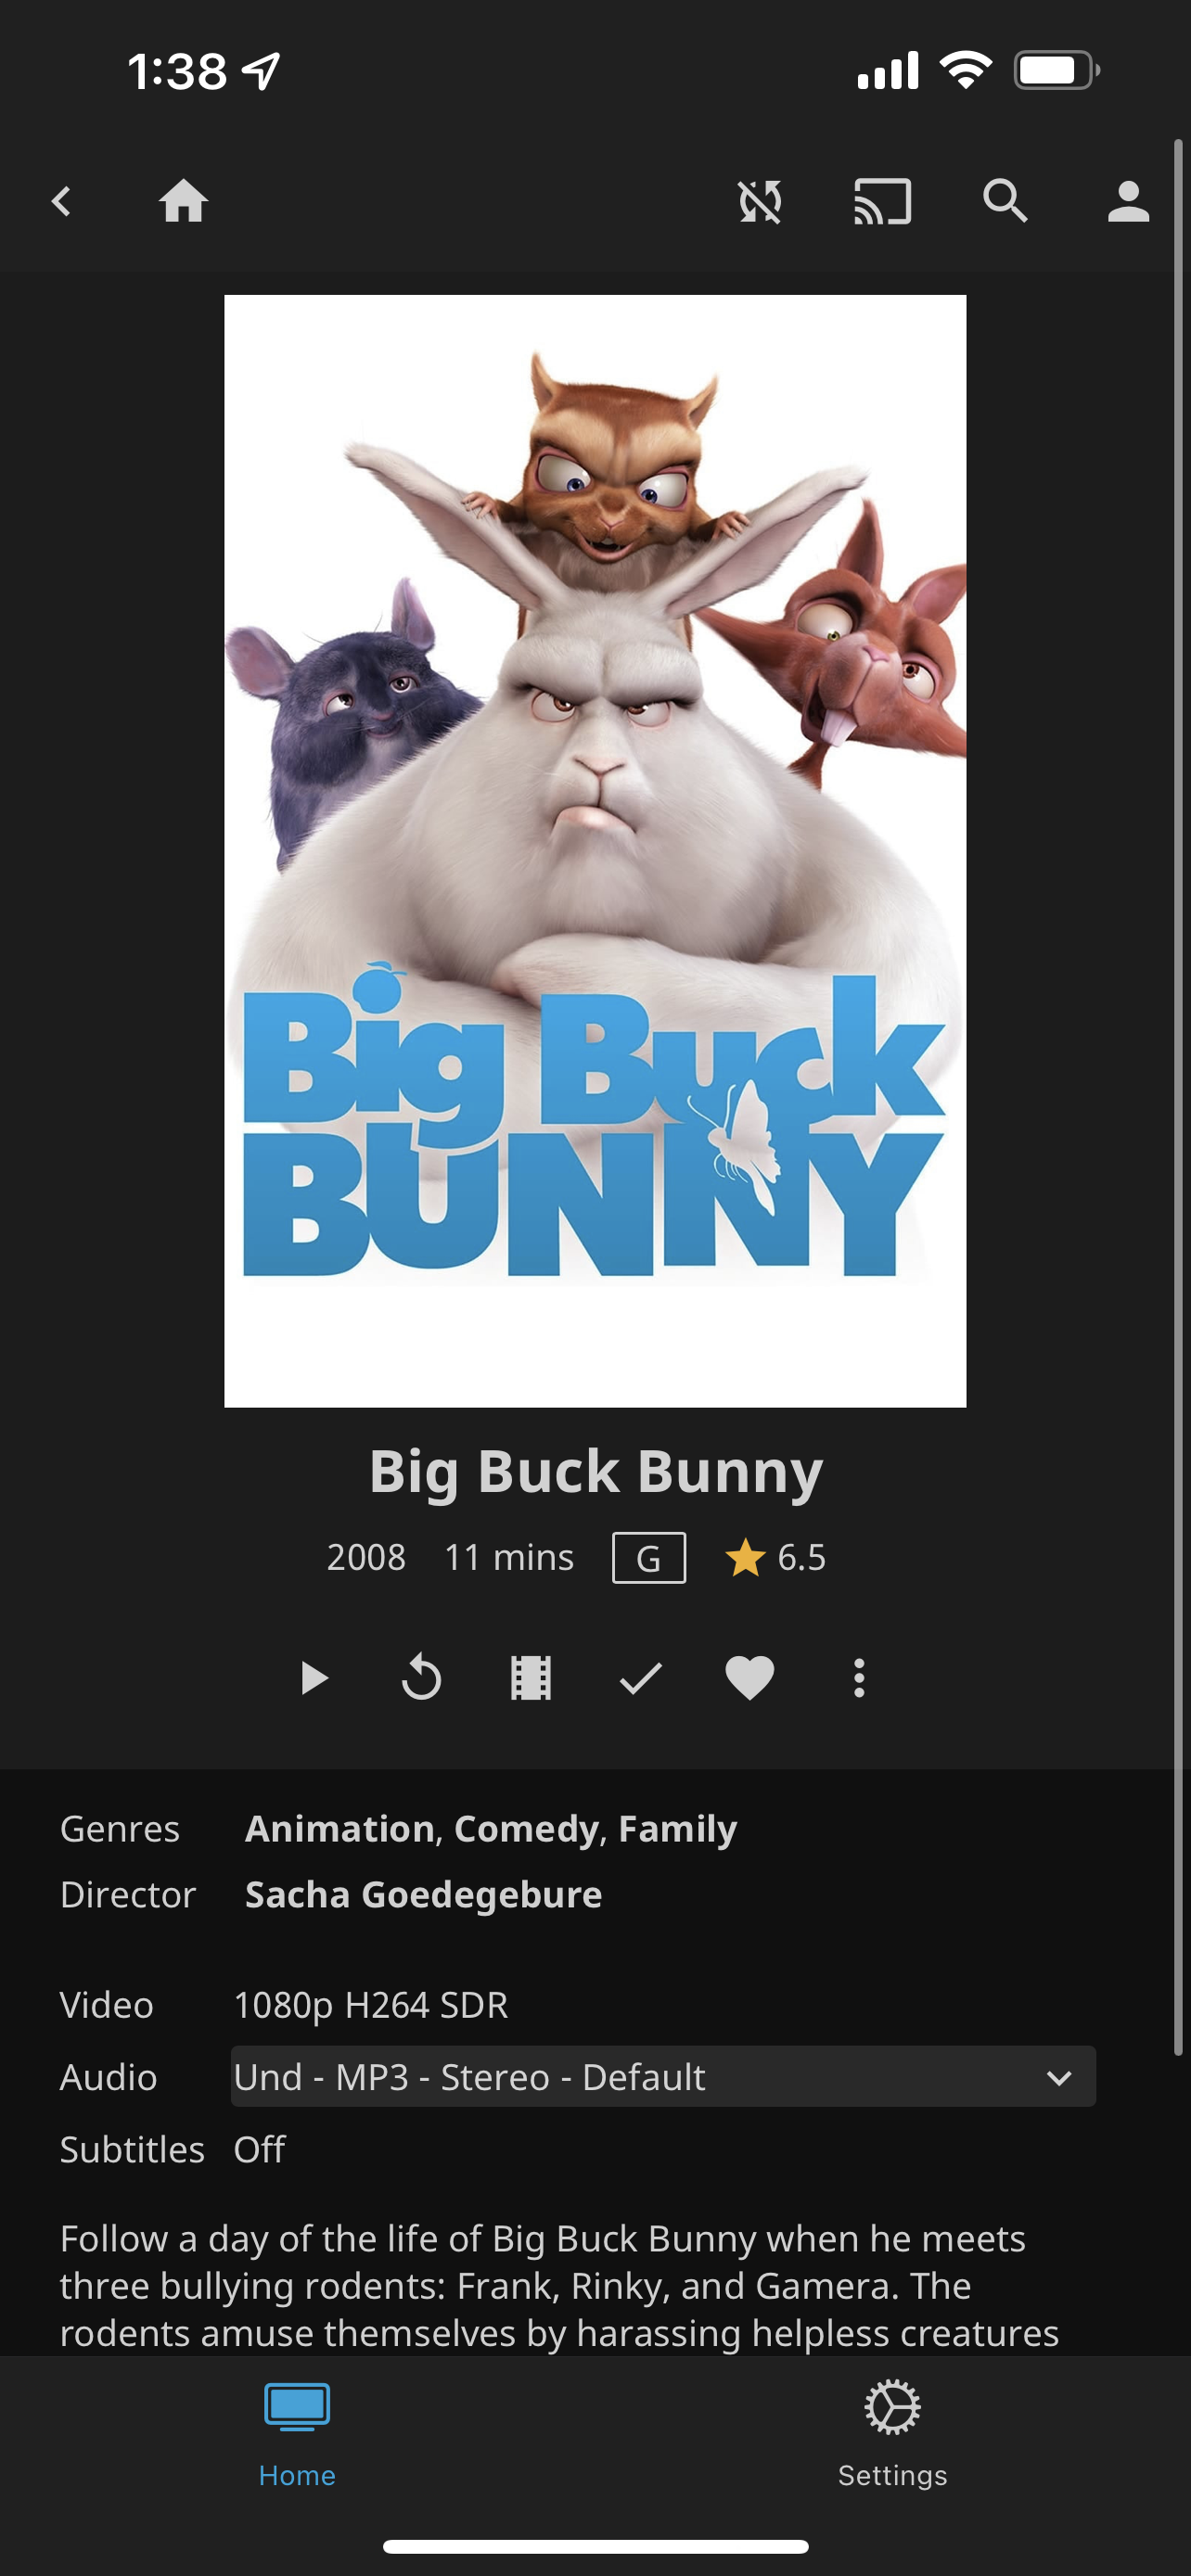 1:38
Big Buck
BUNNY
Big Buck Bunny
2008 11 mins G 6.5
Genres Animation, Comedy, Family
Director Sacha Goedegebure
Video 1080p H264 SDR
Audio Und - MP3 - Stereo - Default
Subtitles Off
Follow a day of the life of Big Buck Bunny when he meets
three bullying rodents: Frank, Rinky, and Gamera. The
rodents amuse themselves by harassing helpless creatures
Home Settings